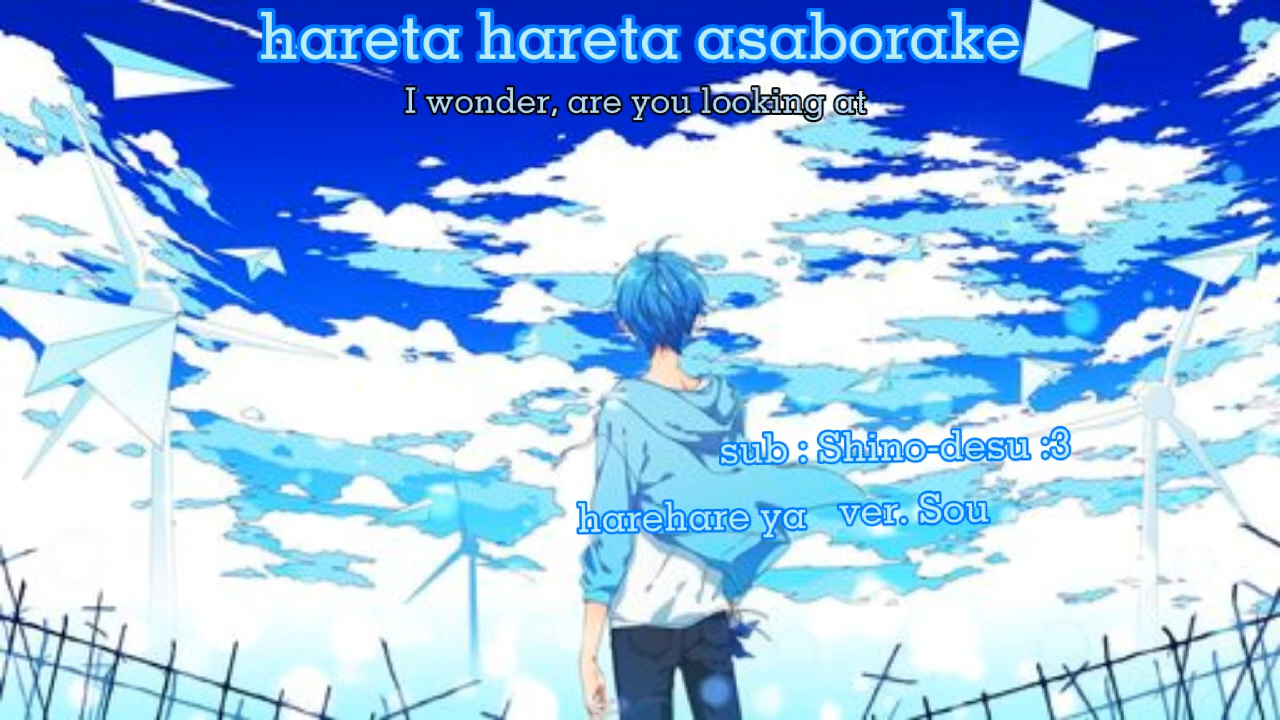 hareta hareta asaborake
I wonder, are you looking at
sub : Shino-desu :3
harehare ya ver. Sou